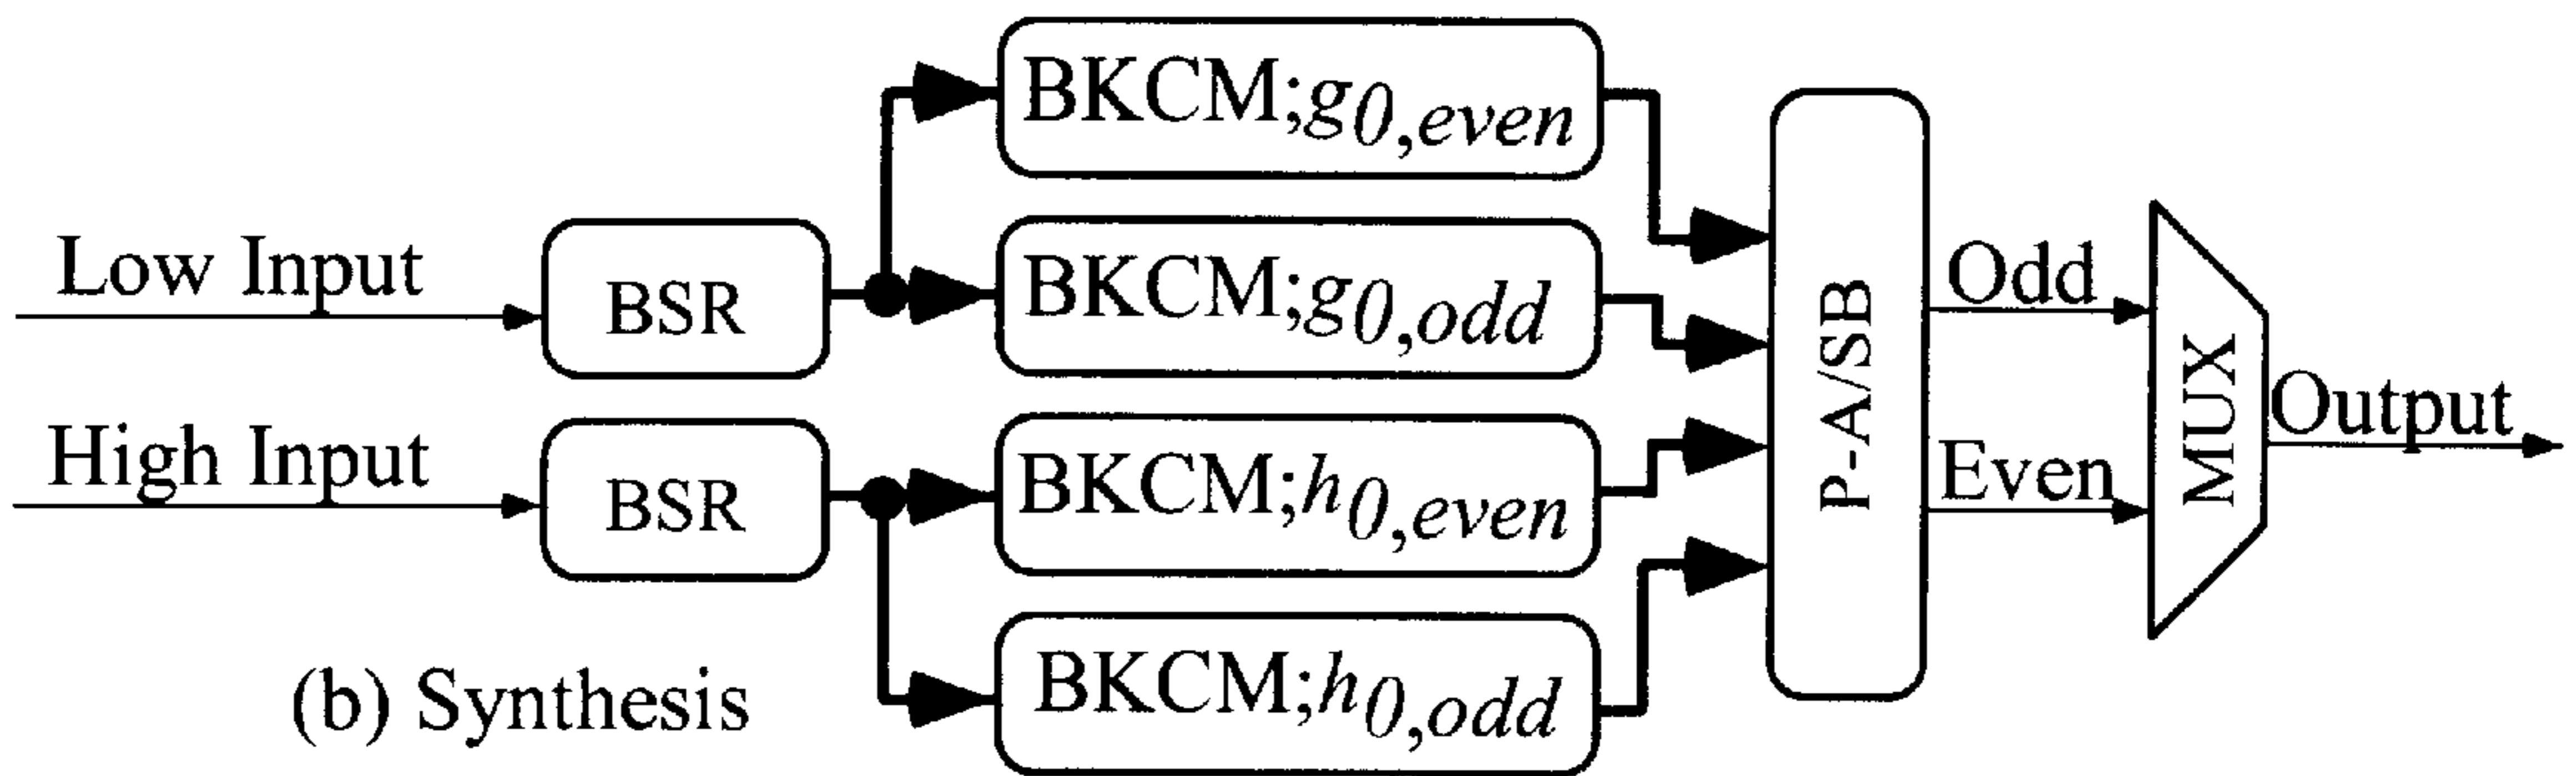 BKCM;g0,even
Low Input
BSR
BKCM;g0,odd
High Input
BSR
BKCM;h0,even
BKCM;h0,odd
P-A/SB
Odd
Even
MUX
Output
(b) Synthesis